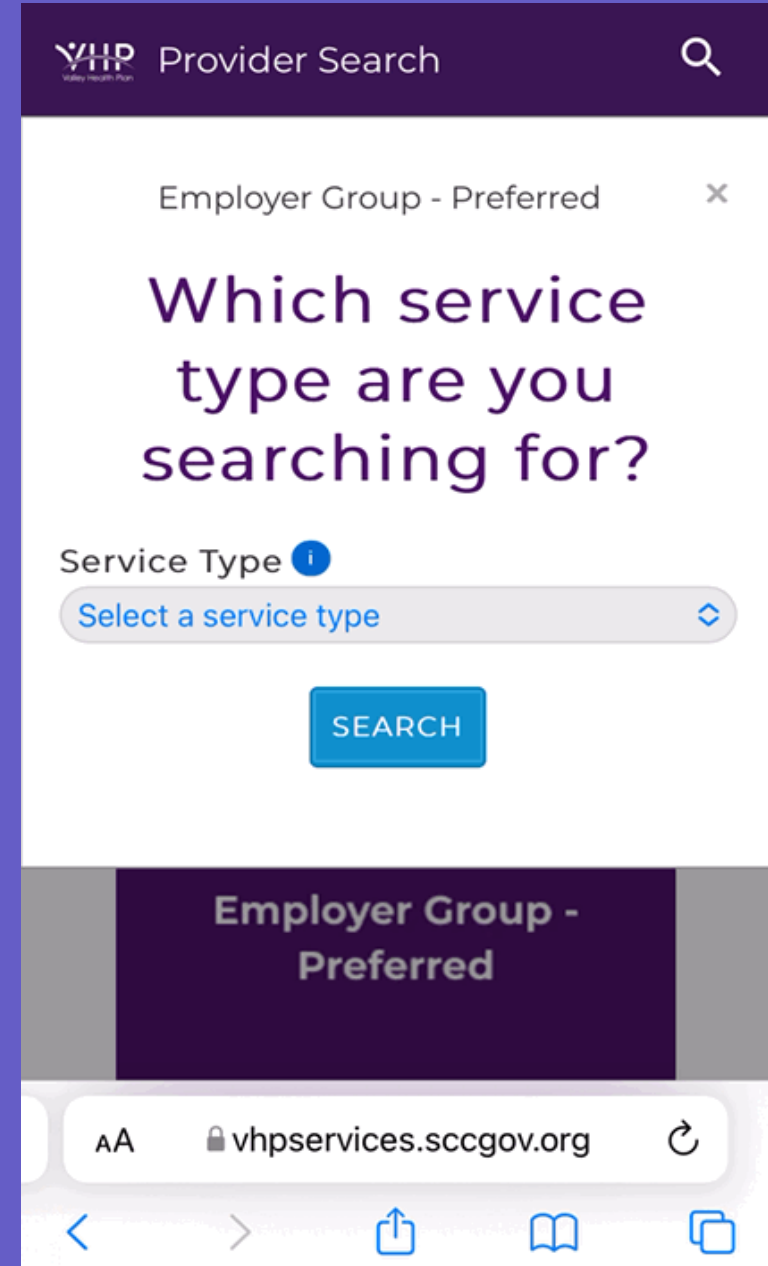 VHP
Valley Health Plan
Provider Search
Employer Group - Preferred
×
Which service
type are you
searching for?
Service Type i
Select a service type
SEARCH
Employer Group -
Preferred
AA
vhpservices.sccgov.org